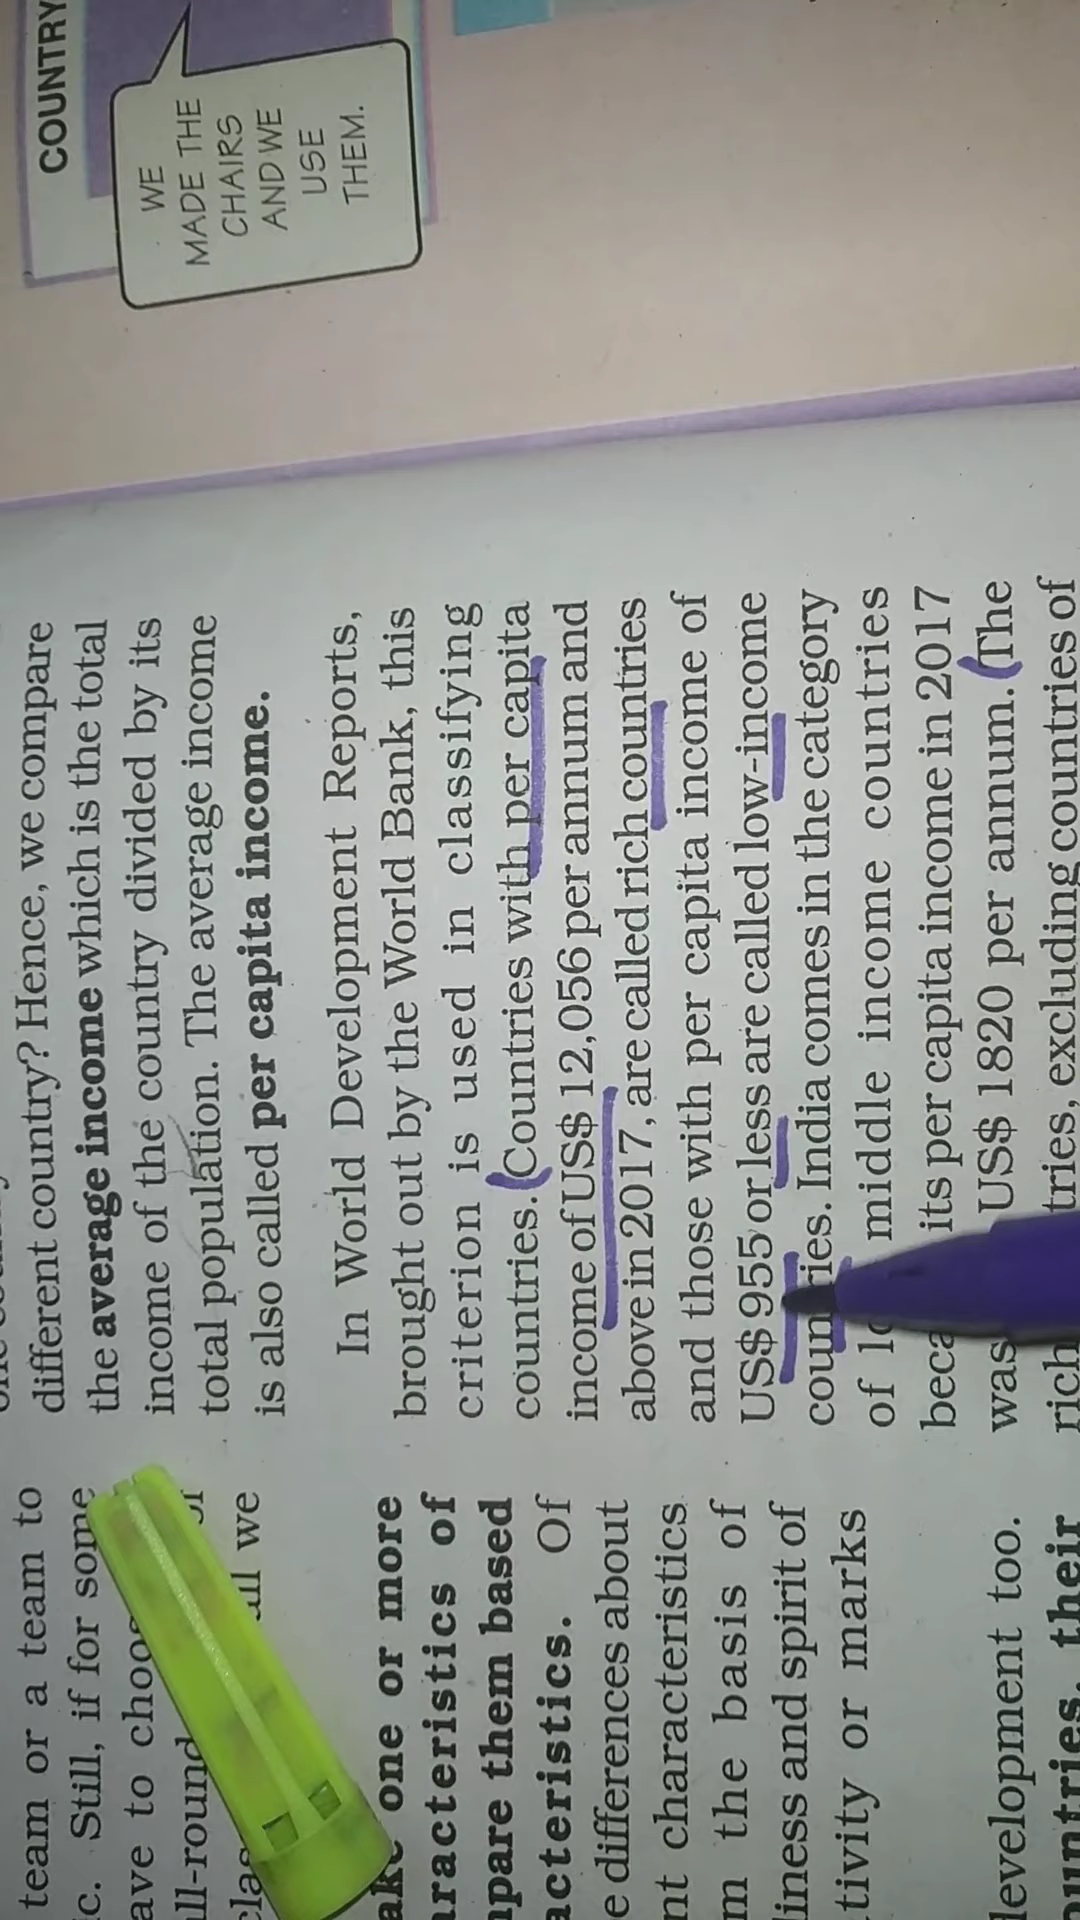 COUNTRY
WE
MADE THE
CHAIRS
AND WE
USE
THEM.
team or a team to
c. Still, if for some
ave to choo
ll-round
all we
one or more
aracteristics of
pare them based
acteristics. Of
e differences about
nt characteristics
m the basis of
liness and spirit of
tivity or marks
development too.
ountries, their
different country? Hence, we compare
the average income which is the total
income of the country divided by its
total population. The average income
is also called per capita income.
In World Development Reports,
brought out by the World Bank, this
criterion is used in classifying
countries. (Countries with per capita
income of US$ 12,056 per annum and
above in 2017, are called rich countries
and those with per capita income of
US$ 955 or less are called low-income
countries. India comes in the category
of middle income countries
its per capita income in 2017
was US$ 1820 per annum. (The
rich tries, excluding countries of